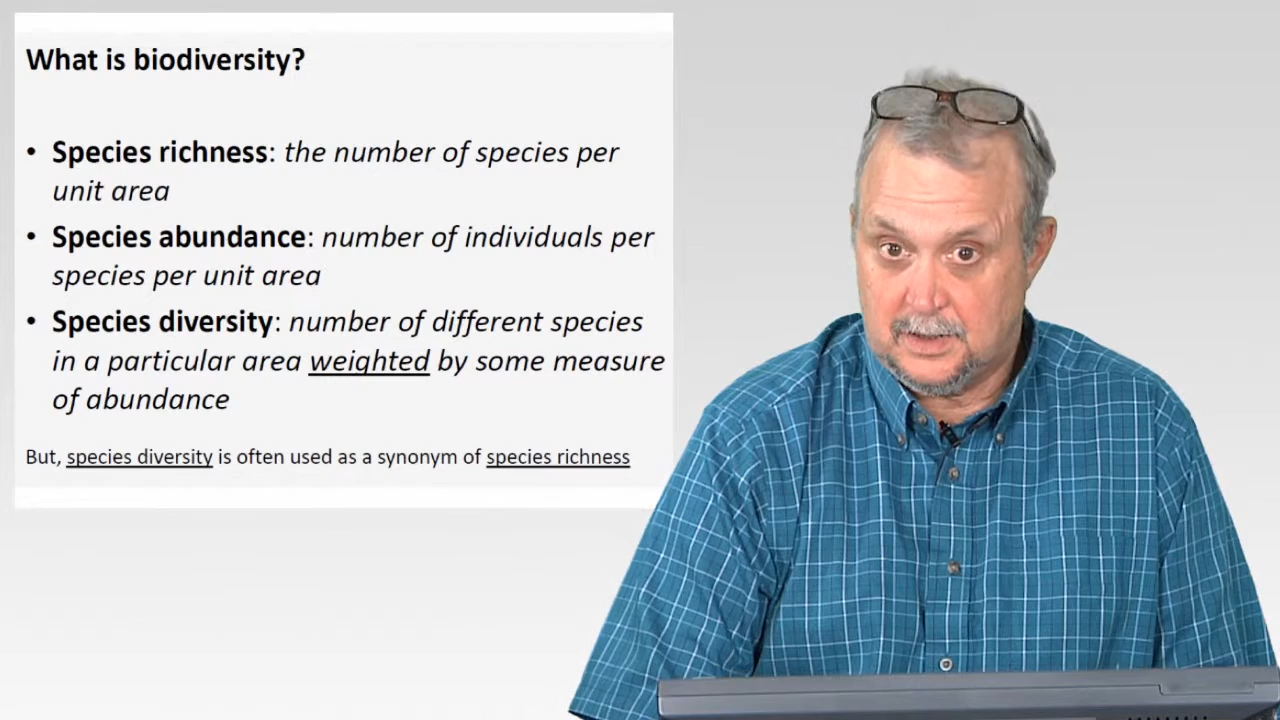 What is biodiversity?
• Species richness: the number of species per
unit area
• Species abundance: number of individuals per
species per unit area
• Species diversity: number of different species
in a particular area weighted by some measure
of abundance
But, species diversity is often used as a synonym of species richness